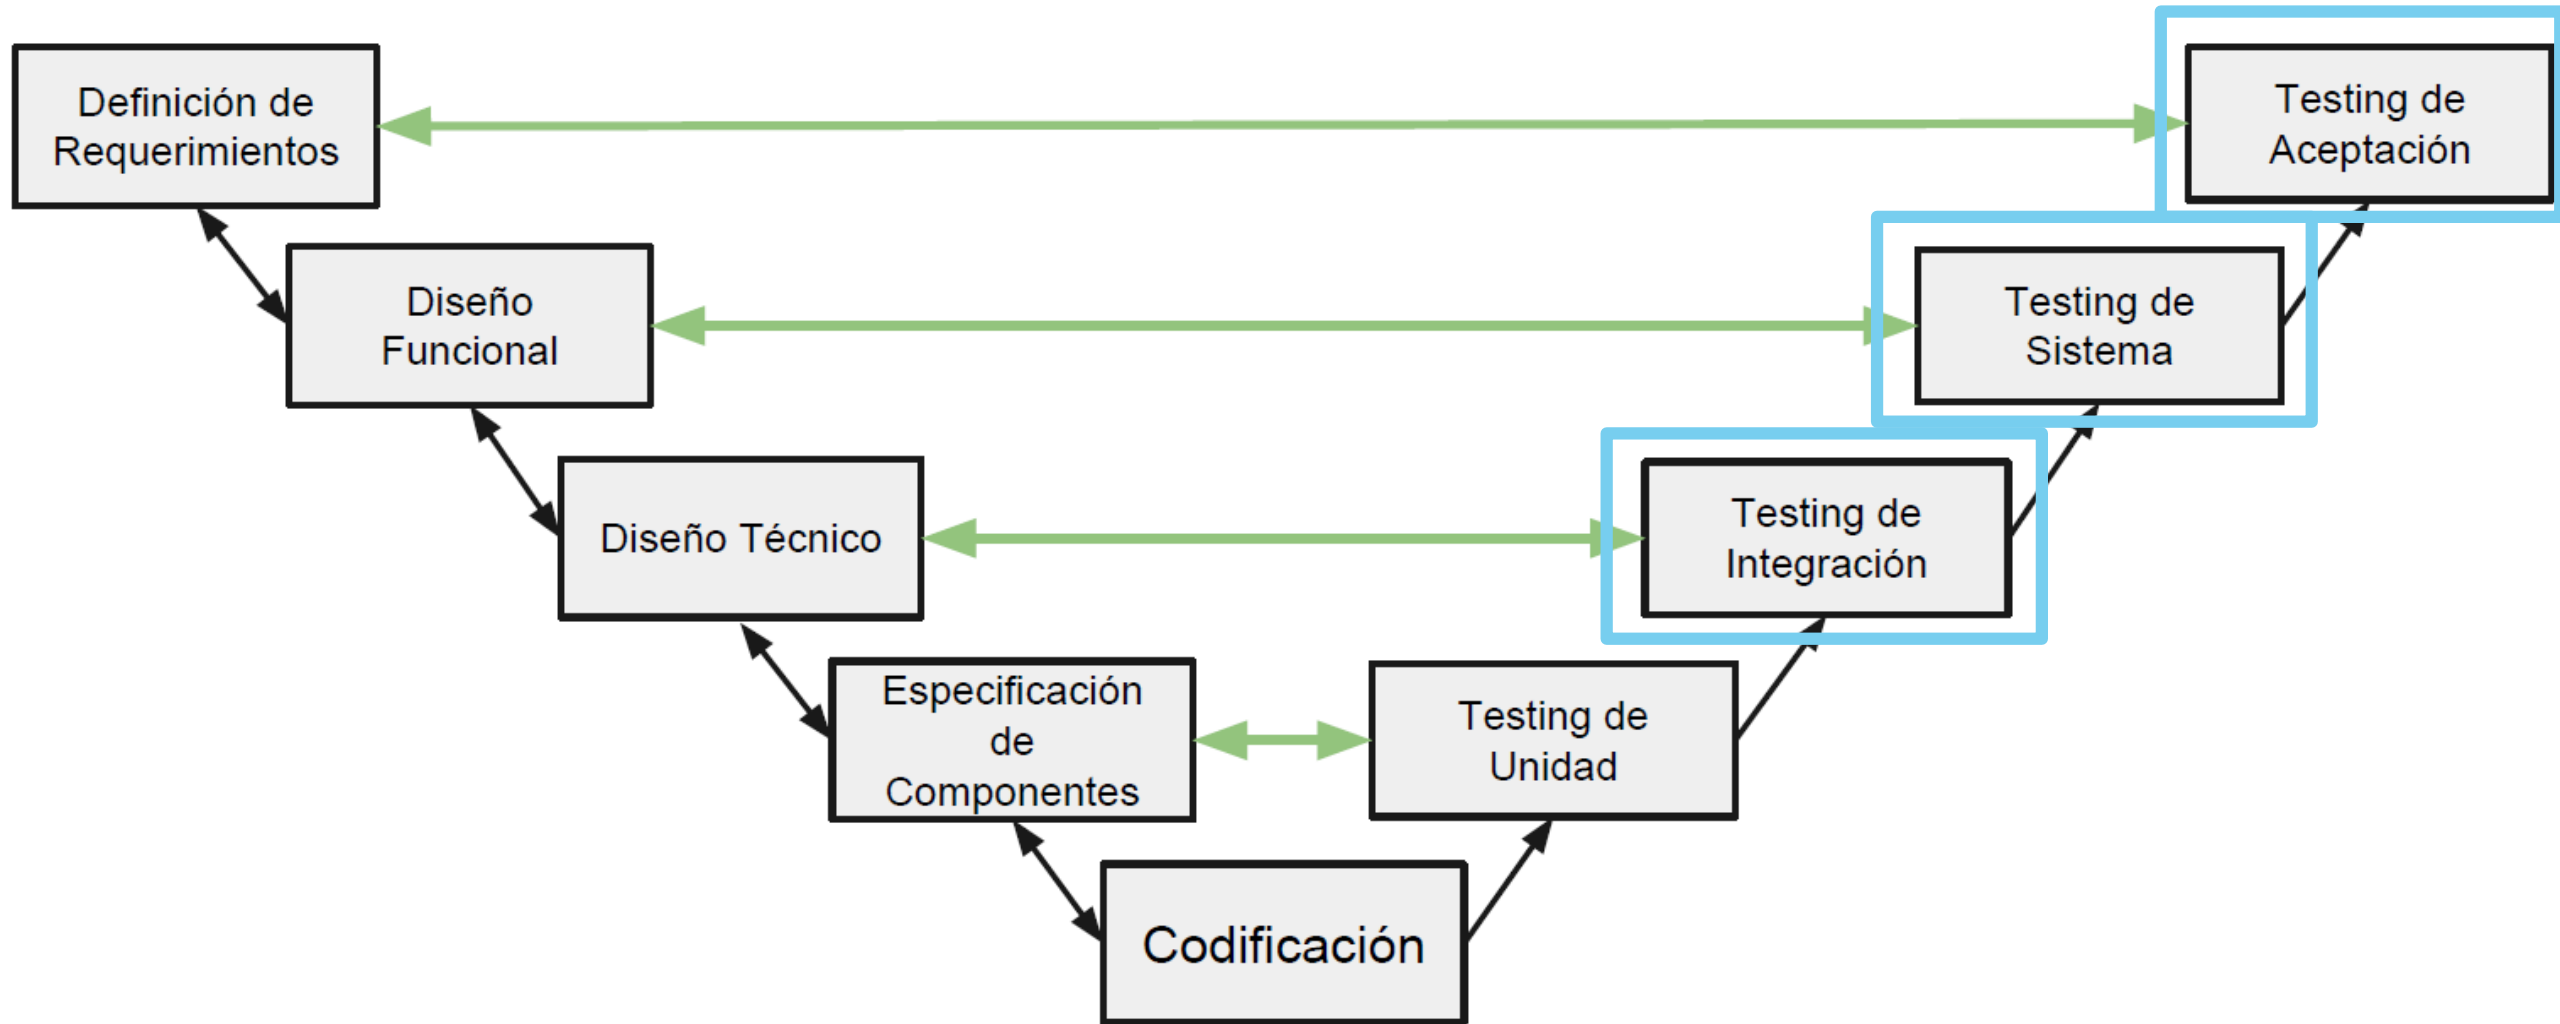 Definición de
Requerimientos
Testing de
Aceptación
Diseño
Funcional
Testing de
Sistema
Diseño Técnico
Testing de
Integración
Especificación
de
Componentes
Testing de
Unidad
Codificación